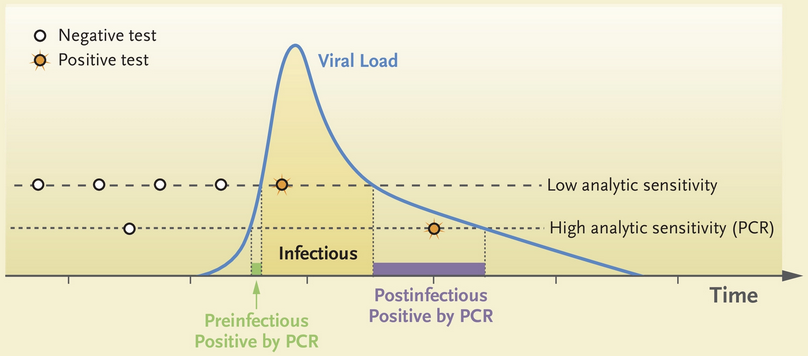 Negative test
Positive test
Viral Load
Low analytic sensitivity
High analytic sensitivity (PCR)
Infectious
Preinfectious
Positive by PCR
Postinfectious
Positive by PCR
Time